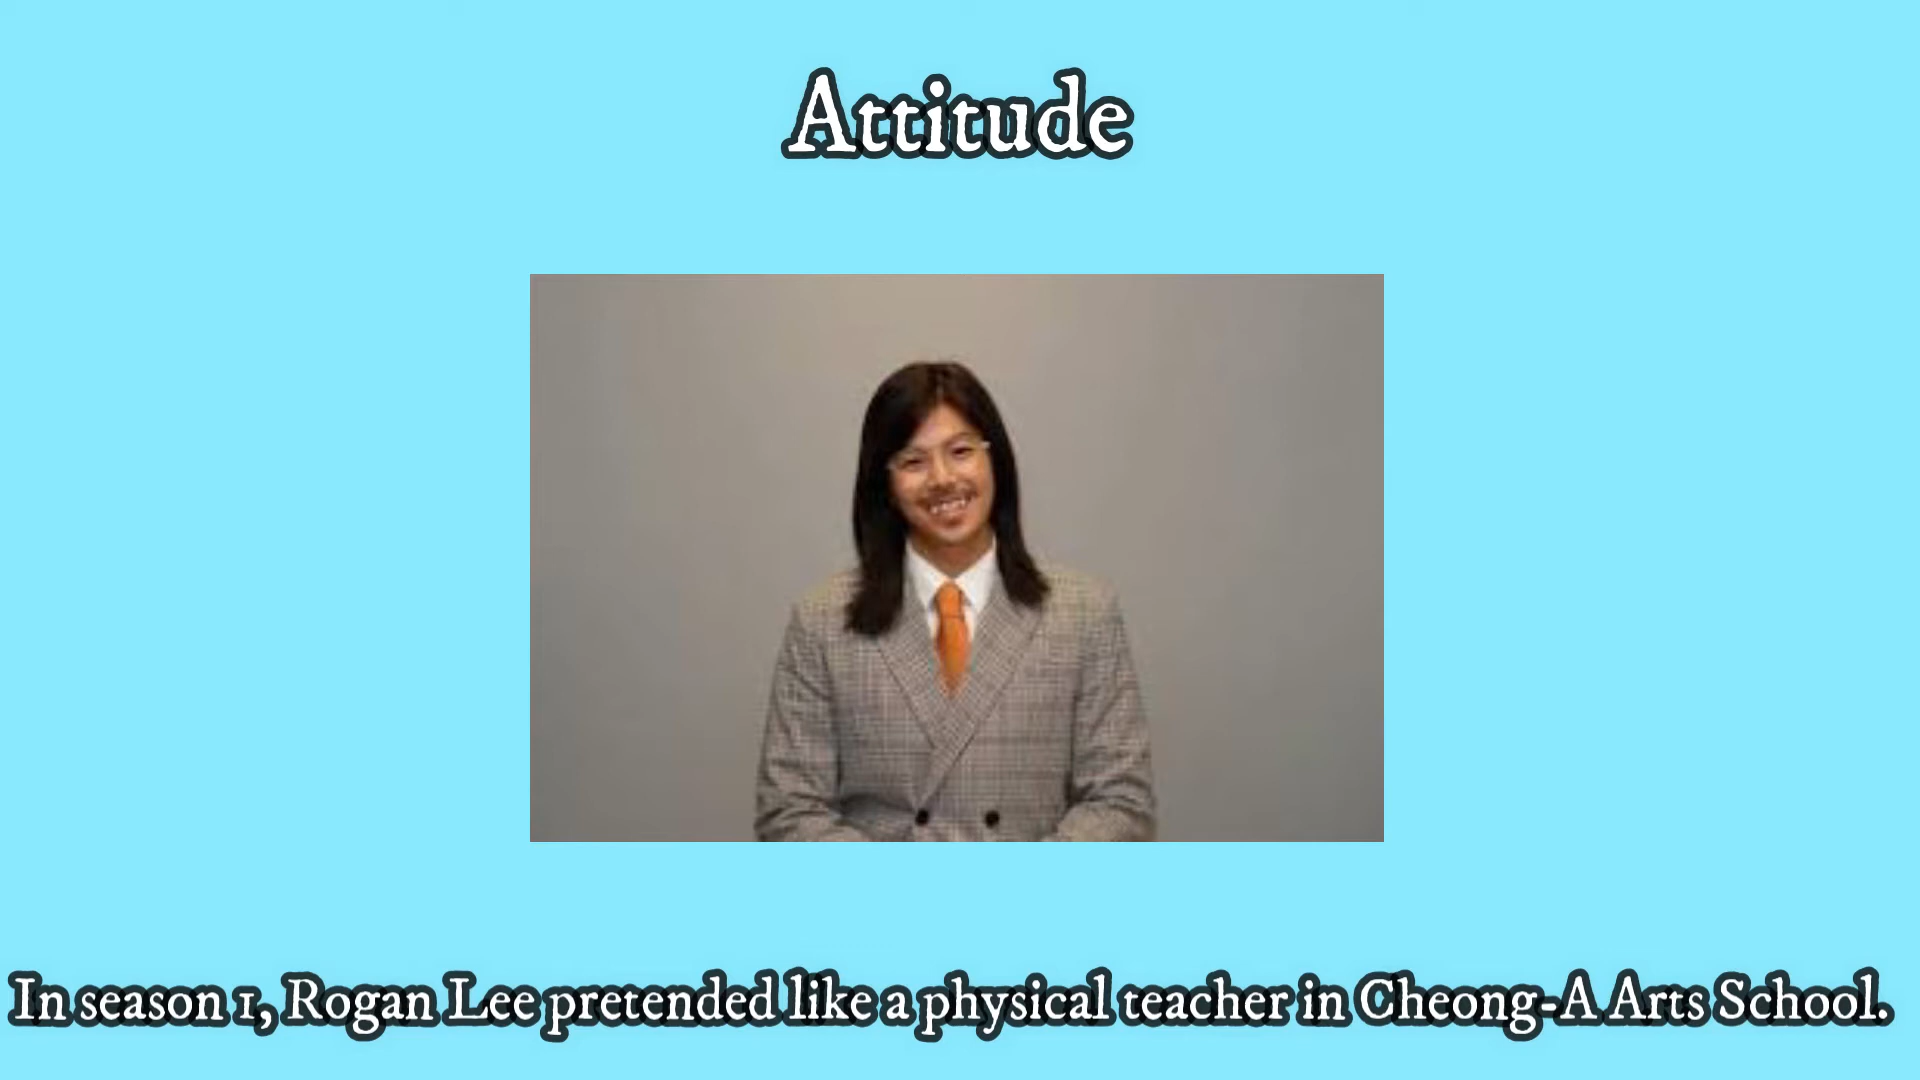 Attitude
In season 1, Rogan Lee pretended like a physical teacher in Cheong-A Arts School.